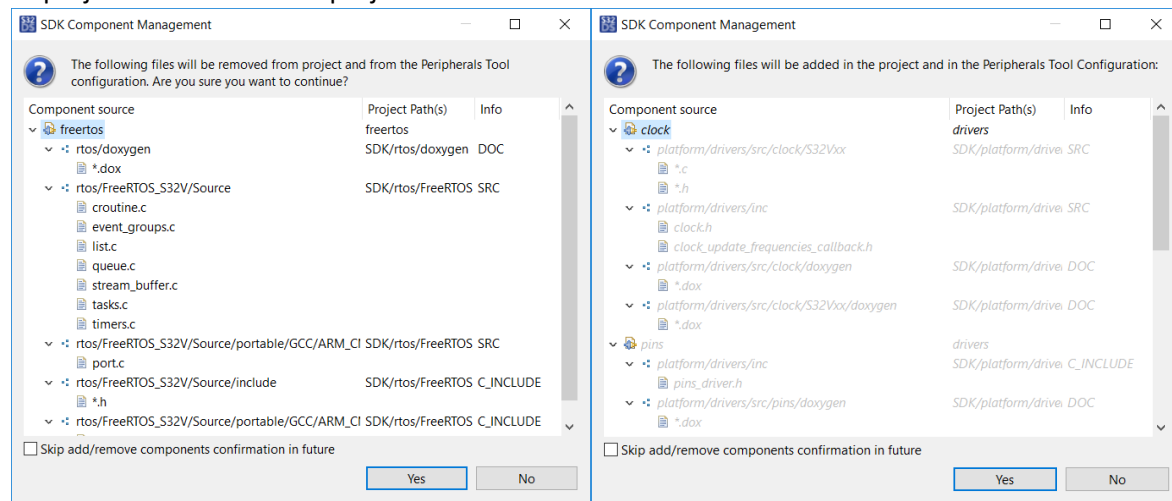 SDK Component Management
The following files will be removed from project and from the Peripherals Tool
configuration. Are you sure you want to continue?
Component source Project Path(s) Info
freertos freertos
rtos/doxygen SDK/rtos/doxygen DOC
*.dox
rtos/FreeRTOS_S32V/Source SDK/rtos/FreeRTOS SRC
croutine.c
event_groups.c
list.c
queue.c
stream_buffer.c
tasks.c
timers.c
rtos/FreeRTOS_S32V/Source/portable/GCC/ARM_CI SDK/rtos/FreeRTOS SRC
port.c
rtos/FreeRTOS_S32V/Source/include SDK/rtos/FreeRTOS C_INCLUDE
*.h
rtos/FreeRTOS_S32V/Source/portable/GCC/ARM_CI SDK/rtos/FreeRTOS C_INCLUDE
Skip add/remove components confirmation in future
Yes No
SDK Component Management
The following files will be added in the project and in the Peripherals Tool Configuration:
Component source Project Path(s) Info
clock drivers
platform/drivers/src/clock/S32Vxx SDK/platform/drive SRC
*.c
*.h
platform/drivers/inc SDK/platform/drive SRC
clock.h
clock_update_frequencies_callback.h
platform/drivers/src/clock/doxygen SDK/platform/drive DOC
*.dox
platform/drivers/src/clock/S32Vxx/doxygen SDK/platform/drive DOC
*.dox
pins drivers
platform/drivers/inc SDK/platform/drive C_INCLUDE
pins_driver.h
platform/drivers/src/pins/doxygen SDK/platform/drive DOC
*.dox
Skip add/remove components confirmation in future
Yes No